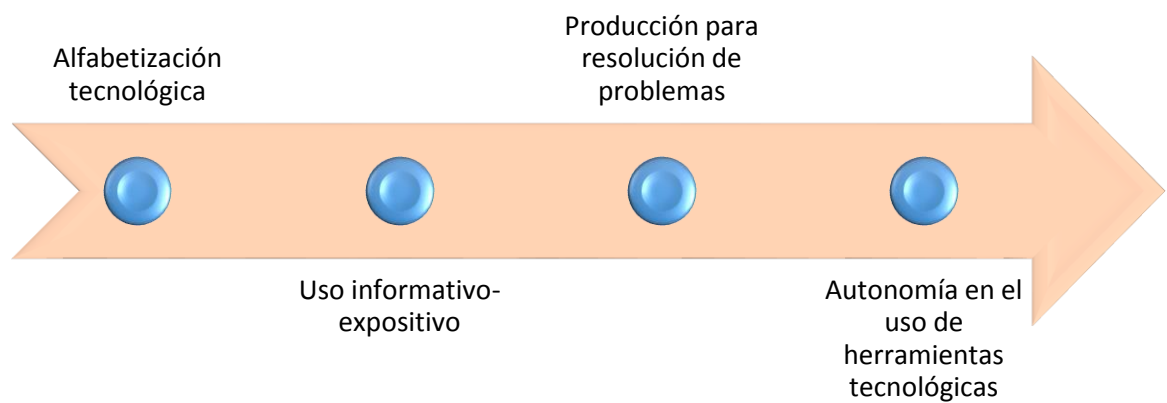 Alfabetización
tecnológica
Uso informativo-
expositivo
Producción para
resolución de
problemas
Autonomía en el
uso de
herramientas
tecnológicas